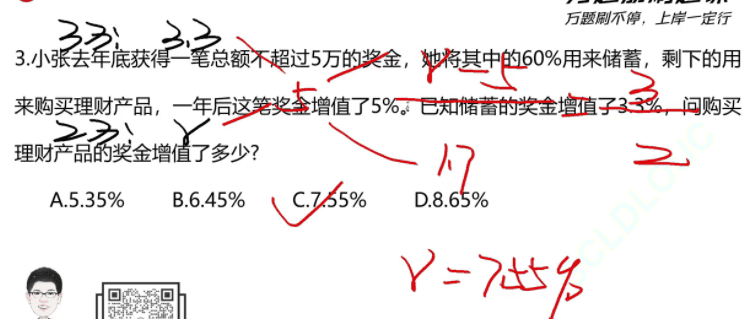 万题刷不停，上岸一定行
3万: 3.3
3.小张去年底获得一笔总额不超过5万的奖金，她将其中的60%用来储蓄，剩下的用
来购买理财产品，一年后这笔奖金增值了5%。已知储蓄的奖金增值了3.3%，问购买
5
r-5
=
3
2
2万: r
理财产品的奖金增值了多少?
1.7
A.5.35% B.6.45% C.7.55% D.8.65%
r=7.55%